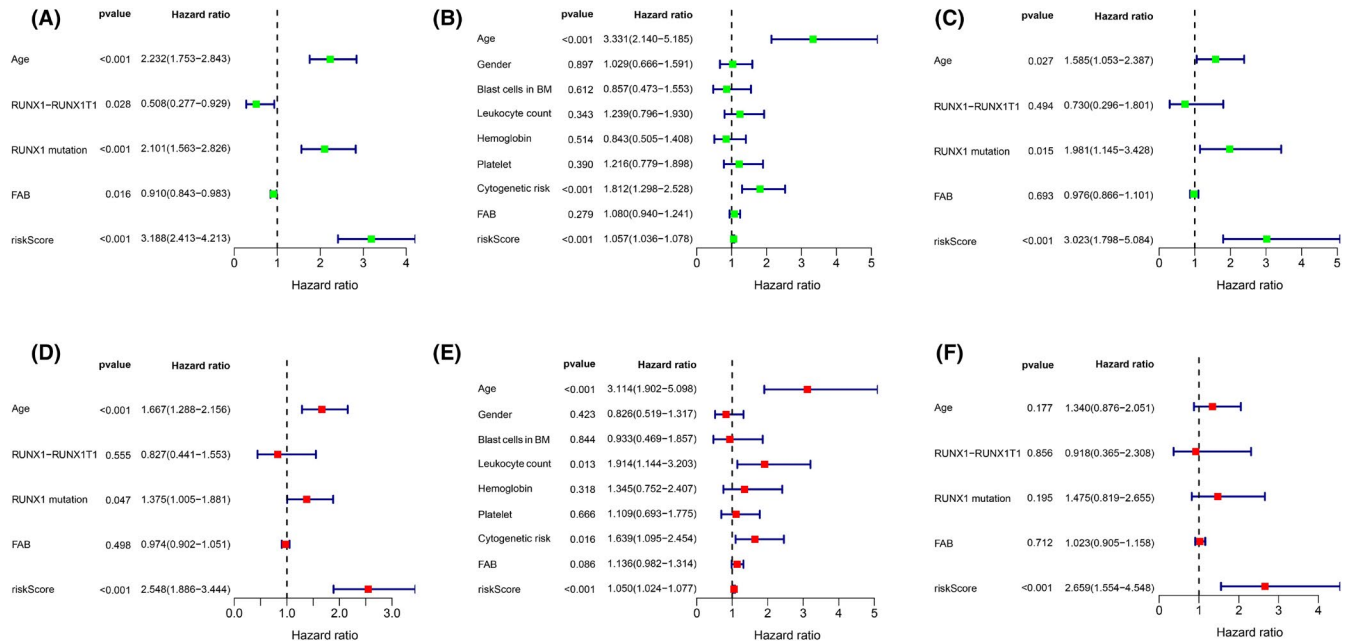 (A)
pvalue Hazard ratio
Age <0.001 2.232(1.753−2.843)
RUNX1−RUNX1T1 0.028 0.508(0.277−0.929)
RUNX1 mutation <0.001 2.101(1.563−2.826)
FAB 0.016 0.910(0.843−0.983)
riskScore <0.001 3.188(2.413−4.213)
0 1 2 3 4
Hazard ratio
(B)
pvalue Hazard ratio
Age <0.001 3.331(2.140−5.185)
Gender 0.897 1.029(0.666−1.591)
Blast cells in BM 0.612 0.857(0.473−1.553)
Leukocyte count 0.343 1.239(0.796−1.930)
Hemoglobin 0.514 0.843(0.505−1.408)
Platelet 0.390 1.216(0.779−1.898)
Cytogenetic risk <0.001 1.812(1.298−2.528)
FAB 0.279 1.080(0.940−1.241)
riskScore <0.001 1.057(1.036−1.078)
0 1 2 3 4 5
Hazard ratio
(C)
pvalue Hazard ratio
Age 0.027 1.585(1.053−2.387)
RUNX1−RUNX1T1 0.494 0.730(0.296−1.801)
RUNX1 mutation 0.015 1.981(1.145−3.428)
FAB 0.693 0.976(0.866−1.101)
riskScore <0.001 3.023(1.798−5.084)
0 1 2 3 4 5
Hazard ratio
(D)
pvalue Hazard ratio
Age <0.001 1.667(1.288−2.156)
RUNX1−RUNX1T1 0.555 0.827(0.441−1.553)
RUNX1 mutation 0.047 1.375(1.005−1.881)
FAB 0.498 0.974(0.902−1.051)
riskScore <0.001 2.548(1.886−3.444)
0.0 1.0 2.0 3.0
Hazard ratio
(E)
pvalue Hazard ratio
Age <0.001 3.114(1.902−5.098)
Gender 0.423 0.826(0.519−1.317)
Blast cells in BM 0.844 0.933(0.469−1.857)
Leukocyte count 0.013 1.914(1.144−3.203)
Hemoglobin 0.318 1.345(0.752−2.407)
Platelet 0.666 1.109(0.693−1.775)
Cytogenetic risk 0.016 1.639(1.095−2.454)
FAB 0.086 1.136(0.982−1.314)
riskScore <0.001 1.050(1.024−1.077)
0 1 2 3 4 5
Hazard ratio
(F)
pvalue Hazard ratio
Age 0.177 1.340(0.876−2.051)
RUNX1−RUNX1T1 0.856 0.918(0.365−2.308)
RUNX1 mutation 0.195 1.475(0.819−2.655)
FAB 0.712 1.023(0.905−1.158)
riskScore <0.001 2.659(1.554−4.548)
0 1 2 3 4
Hazard ratio